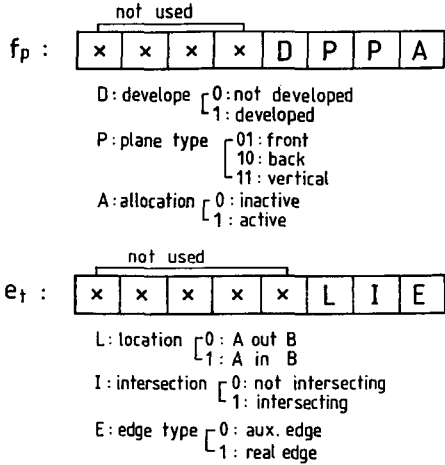 not used
fp : × × × × D P P A
D: develope 0: not developed
1: developed
P: plane type 01: front
10: back
11: vertical
A: allocation 0: inactive
1: active
not used
et : × × × × × L I E
L: location 0: A out B
1: A in B
I: intersection 0: not intersecting
1: intersecting
E: edge type 0: aux. edge
1: real edge